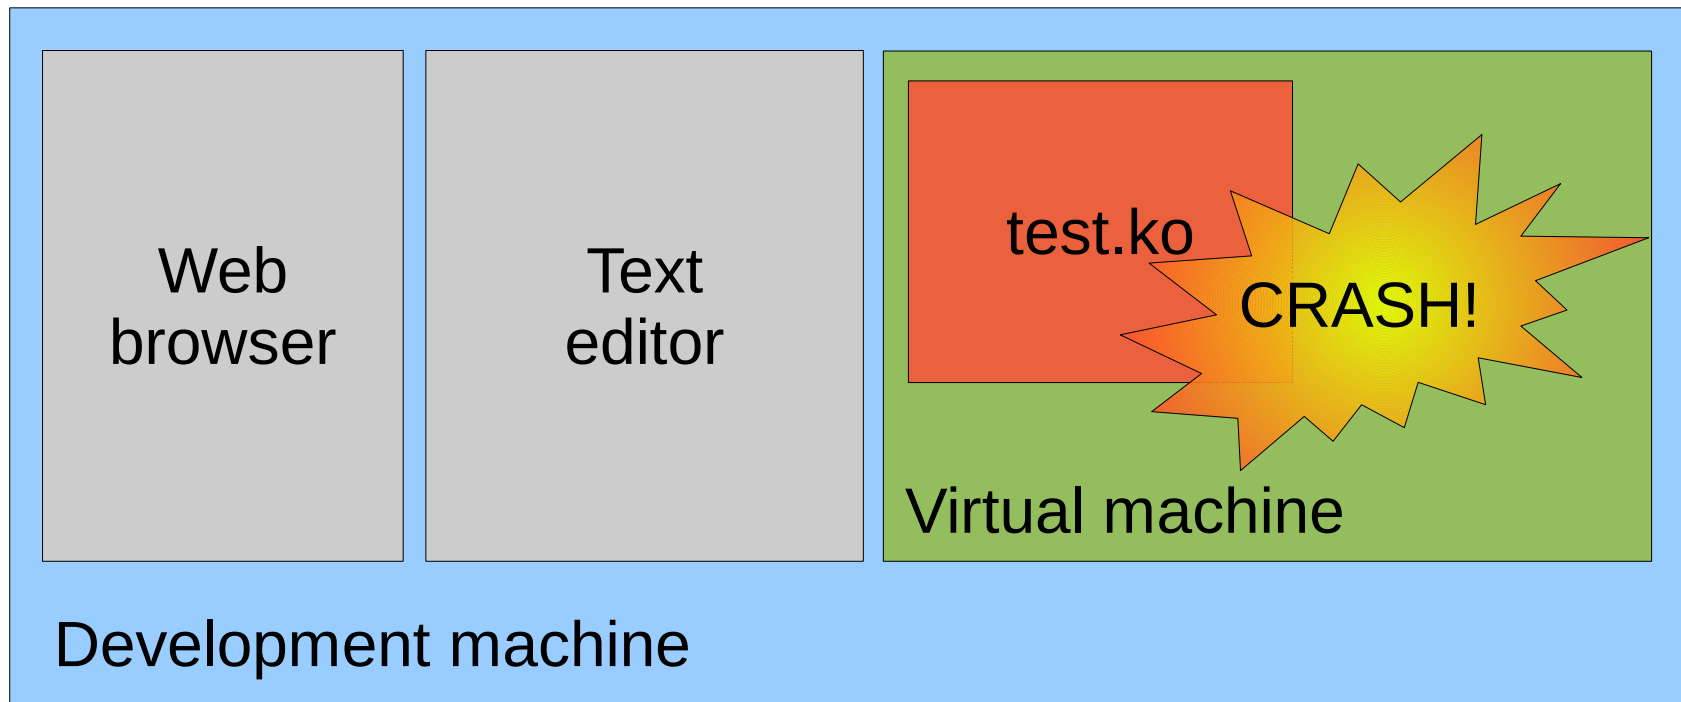 Web
browser
Text
editor
test.ko
CRASH!
Virtual machine
Development machine